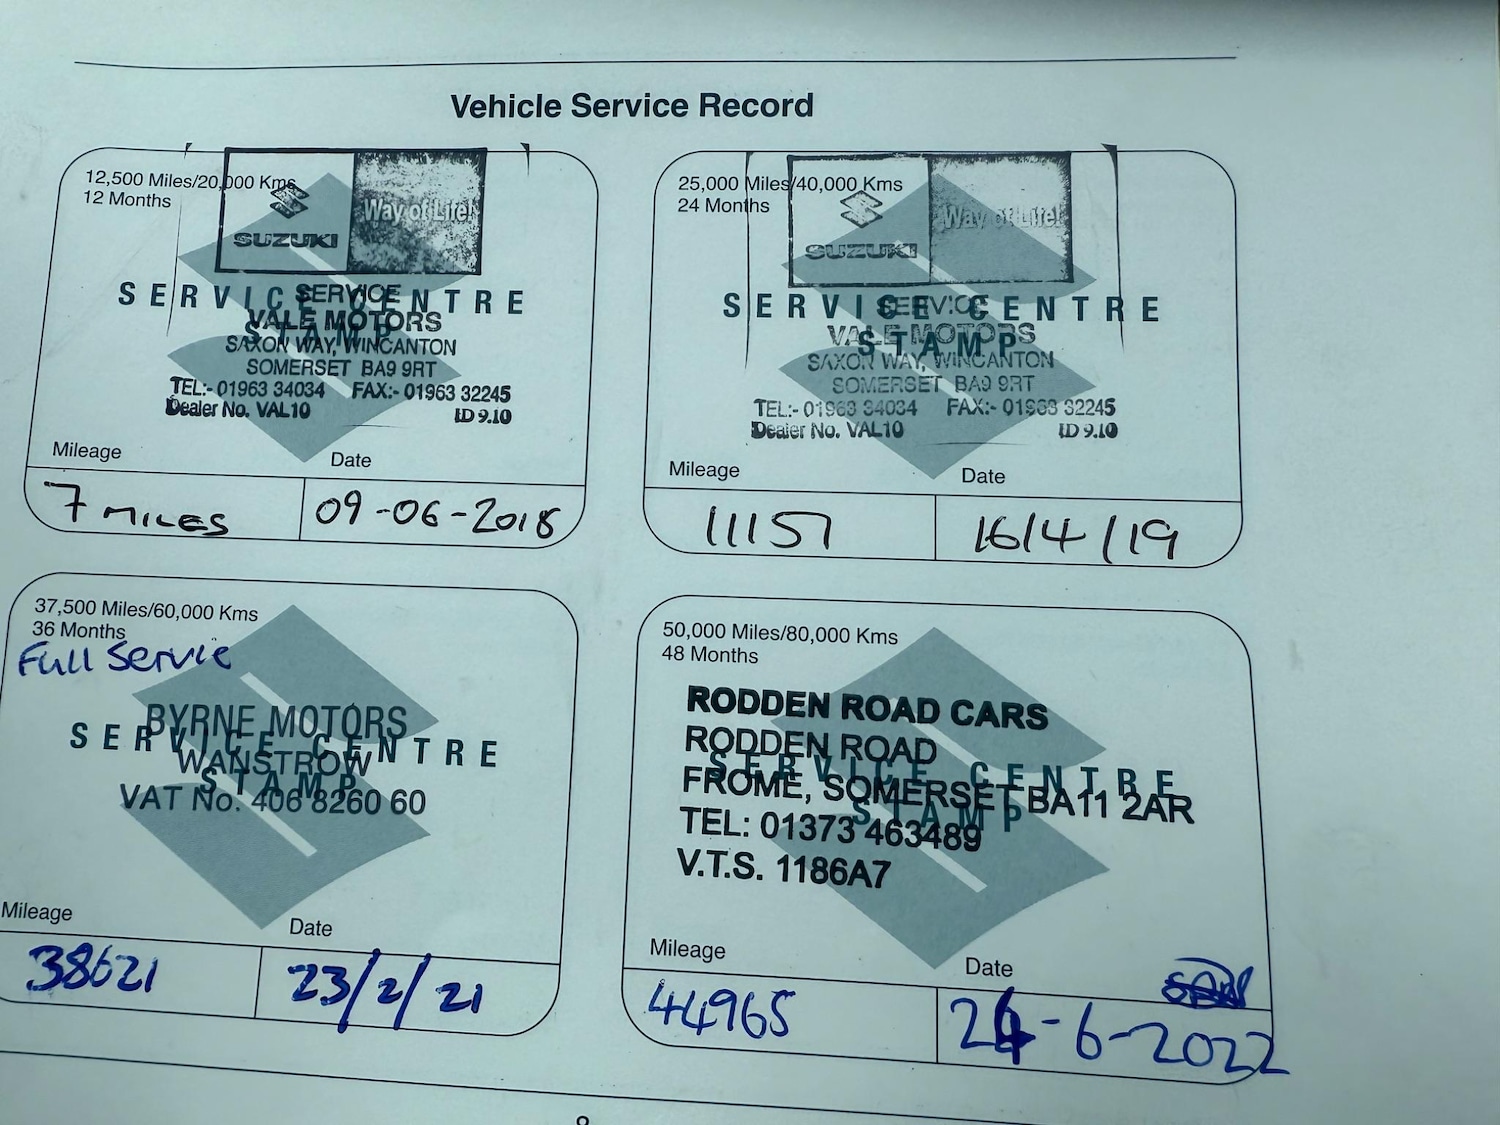 Vehicle Service Record
12,500 Miles/20,000 Kms
12 Months
SUZUKI
Way of Life!
SERVICE CENTRE
STAMP
SERVICE
VALE MOTORS
SAXON WAY, WINCANTON
SOMERSET BA9 9RT
TEL:- 01963 34034 FAX:- 01963 32245
Dealer No. VAL10 ID 9.10
Mileage Date
7 MILES 09-06-2018
25,000 Miles/40,000 Kms
24 Months
SUZUKI
Way of Life!
SERVICE CENTRE
STAMP
SERVICE
VALE MOTORS
SAXON WAY, WINCANTON
SOMERSET BA9 9RT
TEL:- 01963 34034 FAX:- 01963 32245
Dealer No. VAL10 ID 9.10
Mileage Date
11151 16/4/19
37,500 Miles/60,000 Kms
36 Months
Full Servic
BYRNE MOTORS
SERVICE CENTRE
WANSTROW
STAMP
VAT No. 406 8260 60
Mileage Date
38621 23/2/21
50,000 Miles/80,000 Kms
48 Months
RODDEN ROAD CARS
RODDEN ROAD
SERVICE CENTRE
FROME, SOMERSET BA11 2AR
STAMP
TEL: 01373 463489
V.T.S. 1186A7
Mileage Date
44965 24-6-2022